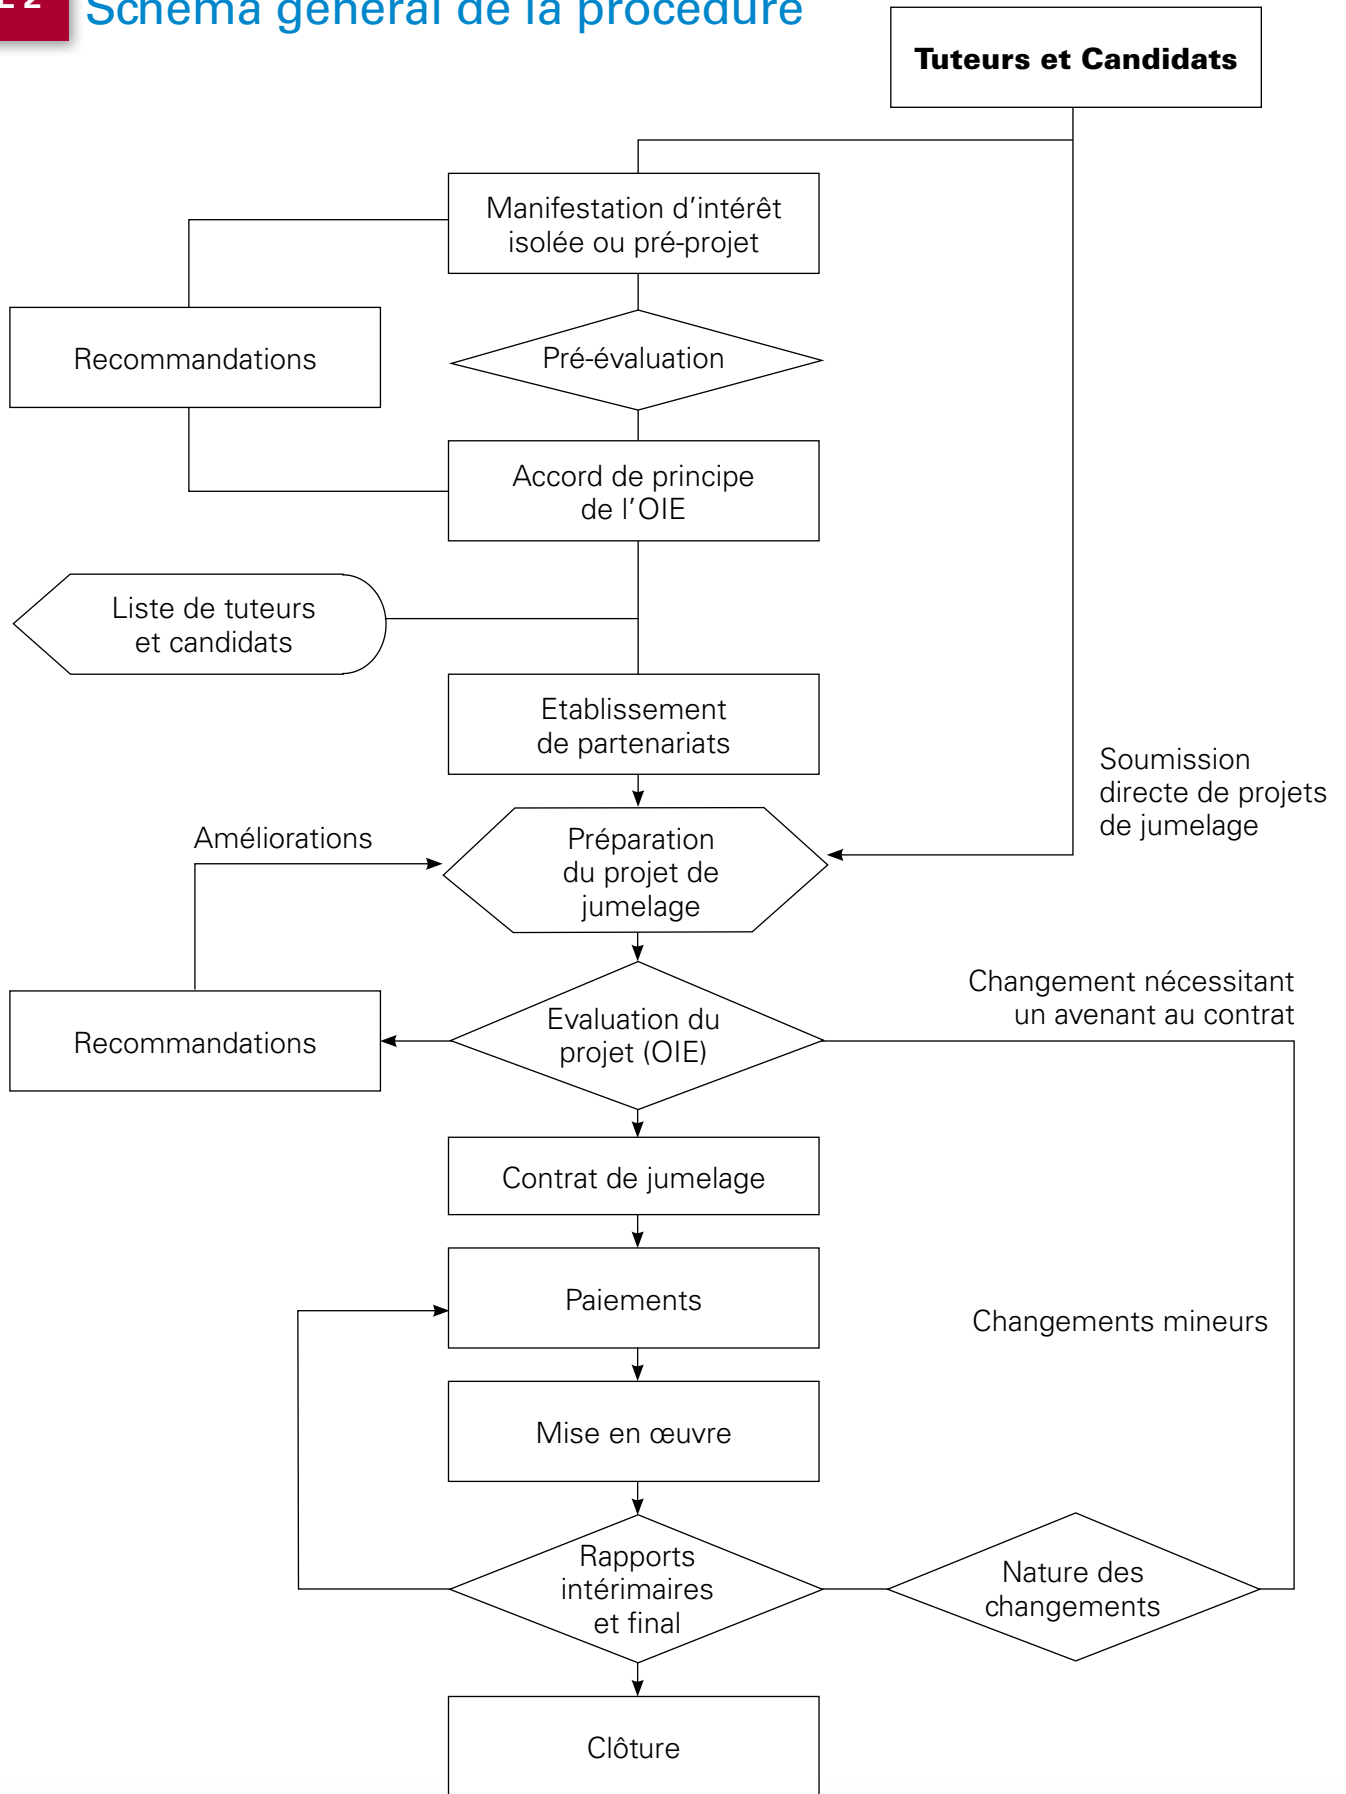 E 2
Schéma général de la procédure
Tuteurs et Candidats
Manifestation d'intérêt
isolée ou pré-projet
Recommandations
Pré-évaluation
Accord de principe
de l'OIE
Liste de tuteurs
et candidats
Etablissement
de partenariats
Soumission
directe de projets
de jumelage
Améliorations
Préparation
du projet de
jumelage
Changement nécessitant
un avenant au contrat
Recommandations
Evaluation du
projet (OIE)
Contrat de jumelage
Paiements
Changements mineurs
Mise en œuvre
Rapports
intérimaires
et final
Nature des
changements
Clôture